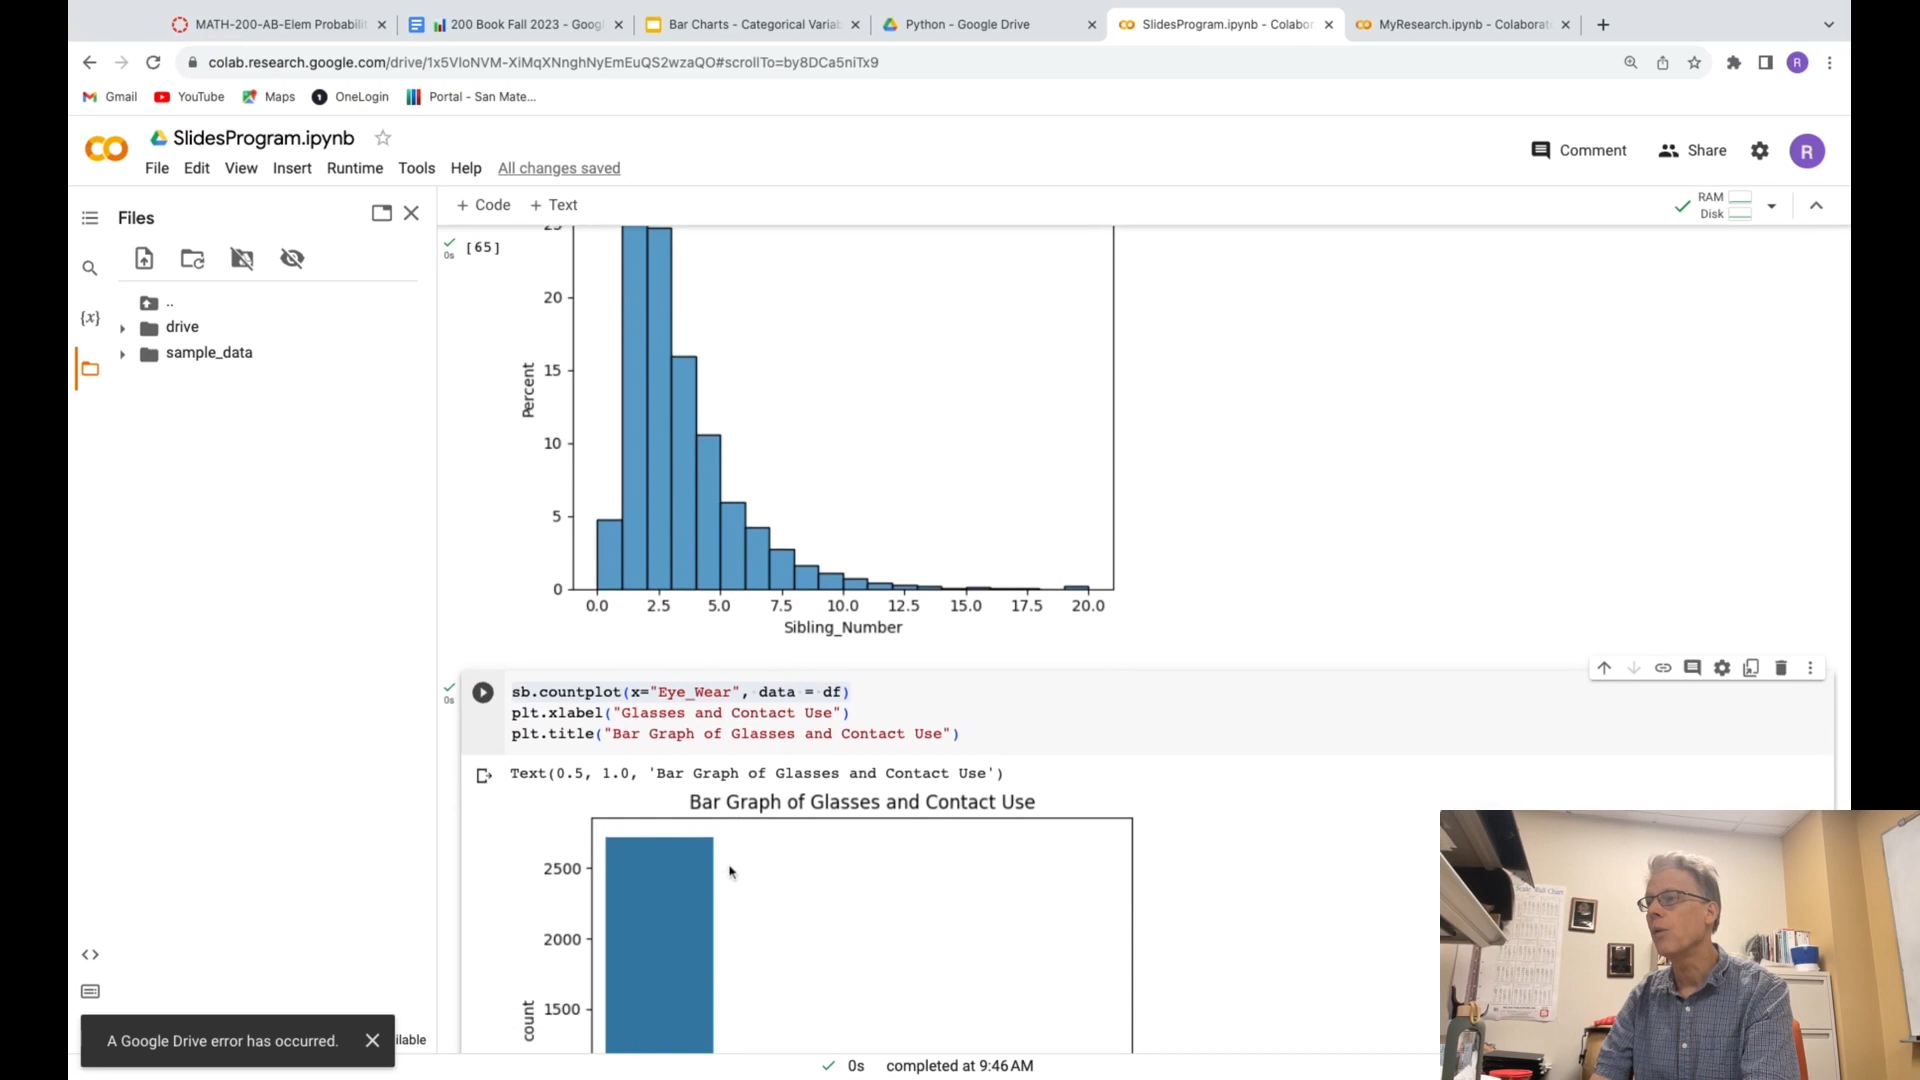 MATH-200-AB-Elem Probabilit
200 Book Fall 2023 - Googl
Bar Charts - Categorical Varia
Python - Google Drive
SlidesProgram.ipynb - Colabor
MyResearch.ipynb - Colaborat
colab.research.google.com/drive/1x5VIoNVM-XiMqXNnghNyEmEuQS2wzaQO#scrollTo=by8DCa5niTx9
R
Gmail
YouTube
Maps
OneLogin
Portal - San Mate...
SlidesProgram.ipynb
Comment
Share
R
File Edit View Insert Runtime Tools Help All changes saved
Files
+ Code + Text
RAM
Disk
..
drive
sample_data
{x}
0s
[65]
25
20
15
10
5
0
Percent
0.0 2.5 5.0 7.5 10.0 12.5 15.0 17.5 20.0
Sibling_Number
0s
sb.countplot(x="Eye_Wear", data = df)
plt.xlabel("Glasses and Contact Use")
plt.title("Bar Graph of Glasses and Contact Use")
Text(0.5, 1.0, 'Bar Graph of Glasses and Contact Use')
Bar Graph of Glasses and Contact Use
2500
2000
1500
count
A Google Drive error has occurred.
ilable
0s completed at 9:46 AM